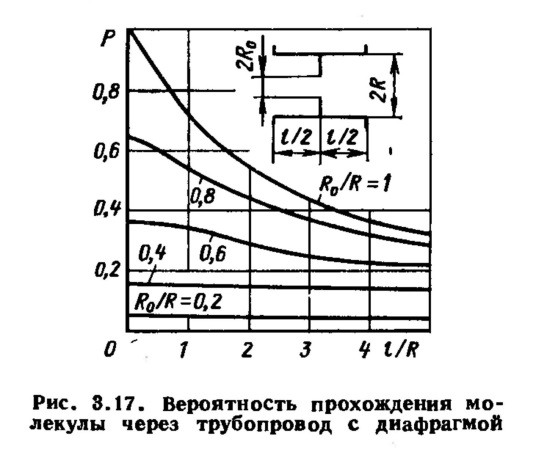 P
0,8
0,6
0,4
0,2
0
1
2
3
4
l/R
2R₀
2R
l/2
l/2
R₀/R=1
0,8
0,6
0,4
R₀/R=0,2
Рис. 3.17. Вероятность прохождения мо-
лекулы через трубопровод с диафрагмой